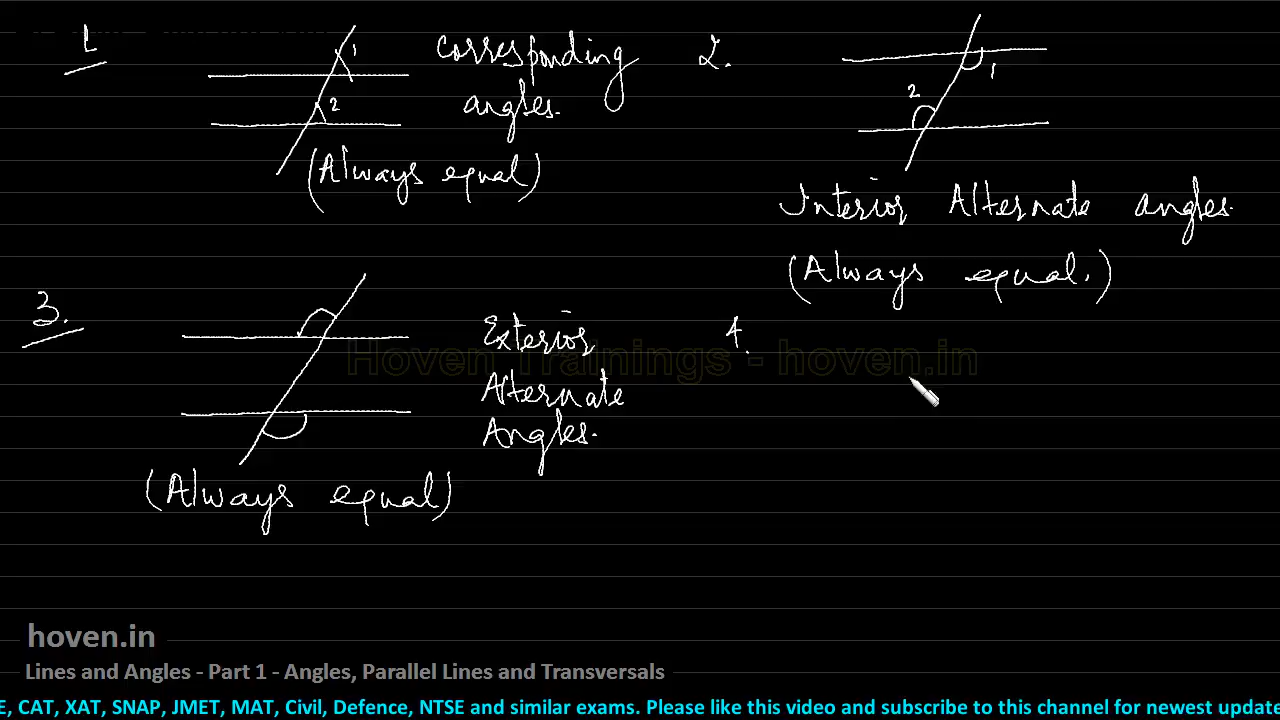 1
1
2
Corresponding
angles.
(Always equal)
2.
1
2
Interior Alternate angles.
(Always equal.)
3.
Exterior
Alternate
Angles.
(Always equal)
4.
Hoven Trainings - hoven.in
hoven.in
Lines and Angles - Part 1 - Angles, Parallel Lines and Transversals
CAT, XAT, SNAP, JMET, MAT, Civil, Defence, NTSE and similar exams. Please like this video and subscribe to this channel for newest update